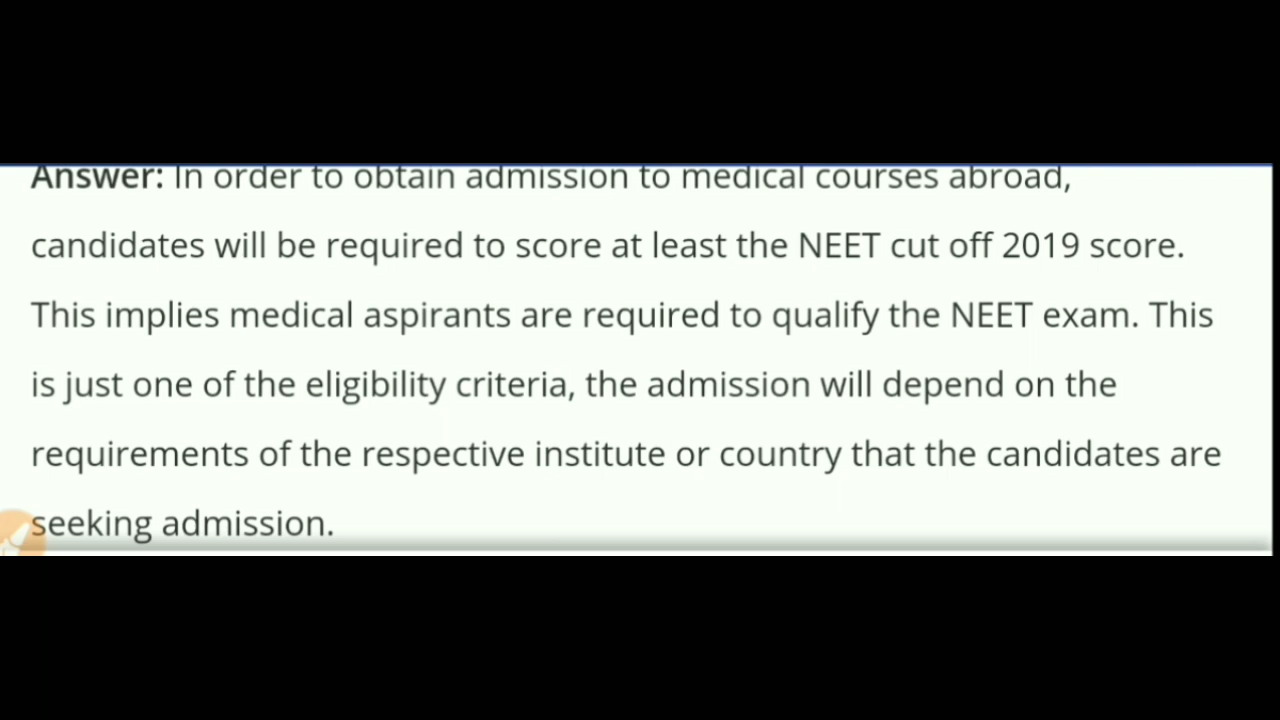 Answer: In order to obtain admission to medical courses abroad,
candidates will be required to score at least the NEET cut off 2019 score.
This implies medical aspirants are required to qualify the NEET exam. This
is just one of the eligibility criteria, the admission will depend on the
requirements of the respective institute or country that the candidates are
seeking admission.